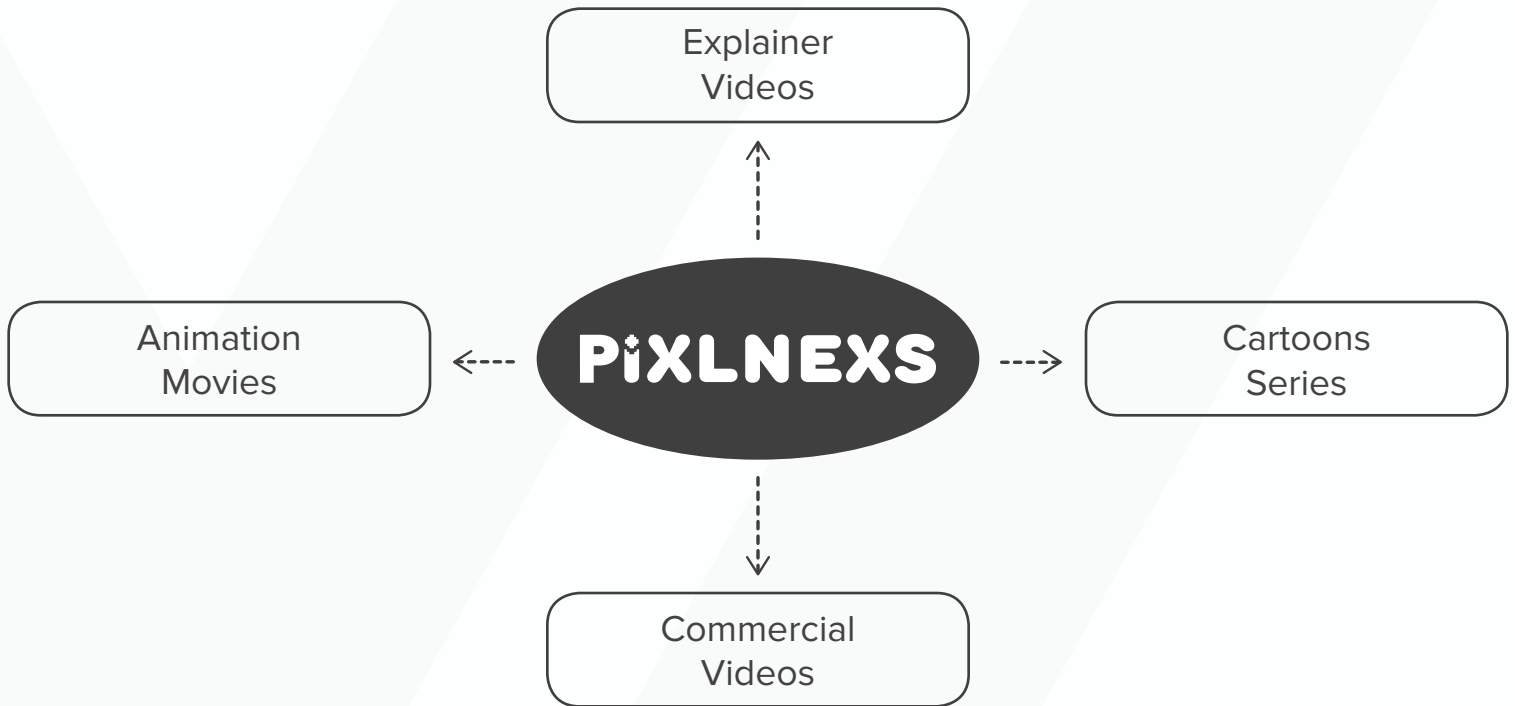 Explainer
Videos
Animation
Movies
PiXLNEXS
Cartoons
Series
Commercial
Videos